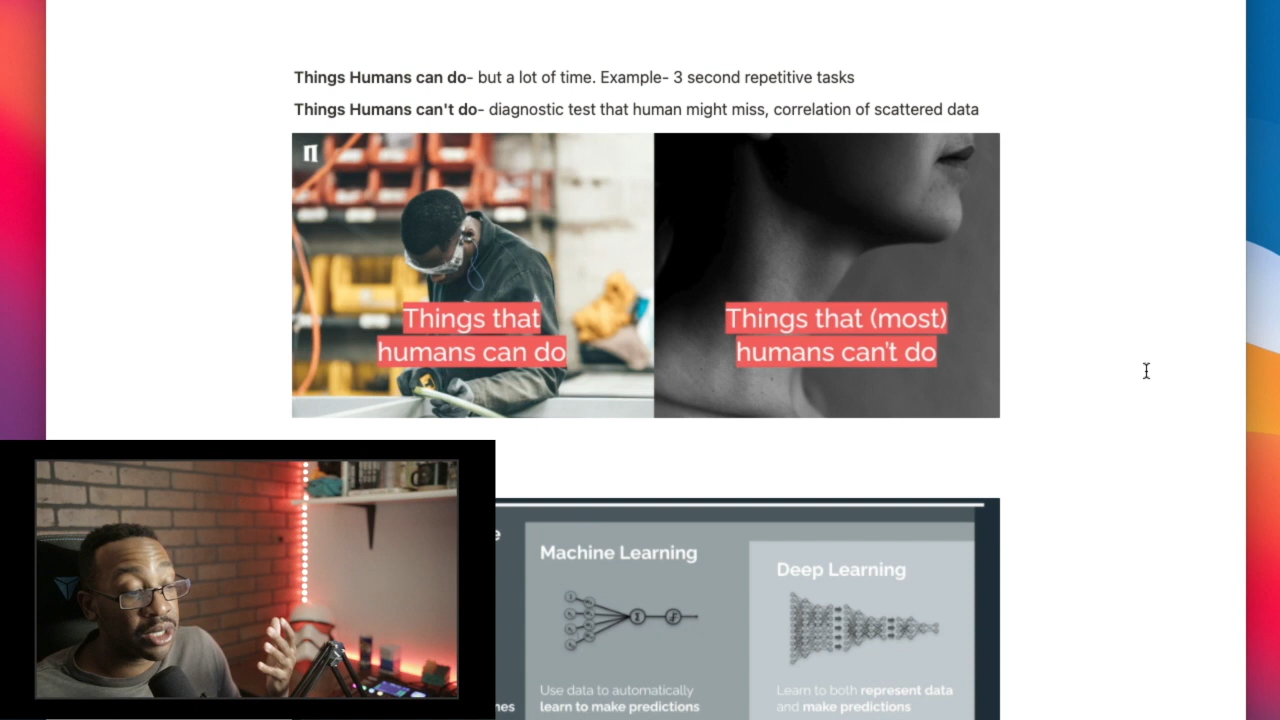 Things Humans can do- but a lot of time. Example- 3 second repetitive tasks
Things Humans can't do- diagnostic test that human might miss, correlation of scattered data
Things that
humans can do
Things that (most)
humans can't do
e
Machine Learning
Deep Learning
Use data to automatically
learn to make predictions
Learn to both represent data
and make predictions
nes